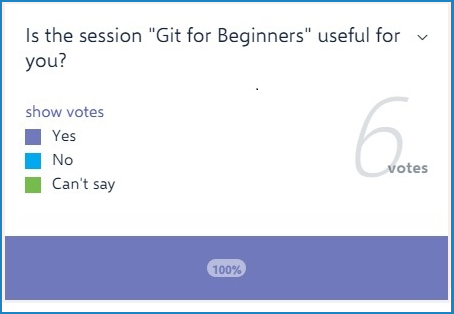 Is the session "Git for Beginners" useful for
you?
show votes
Yes
No
Can't say
6
votes
100%